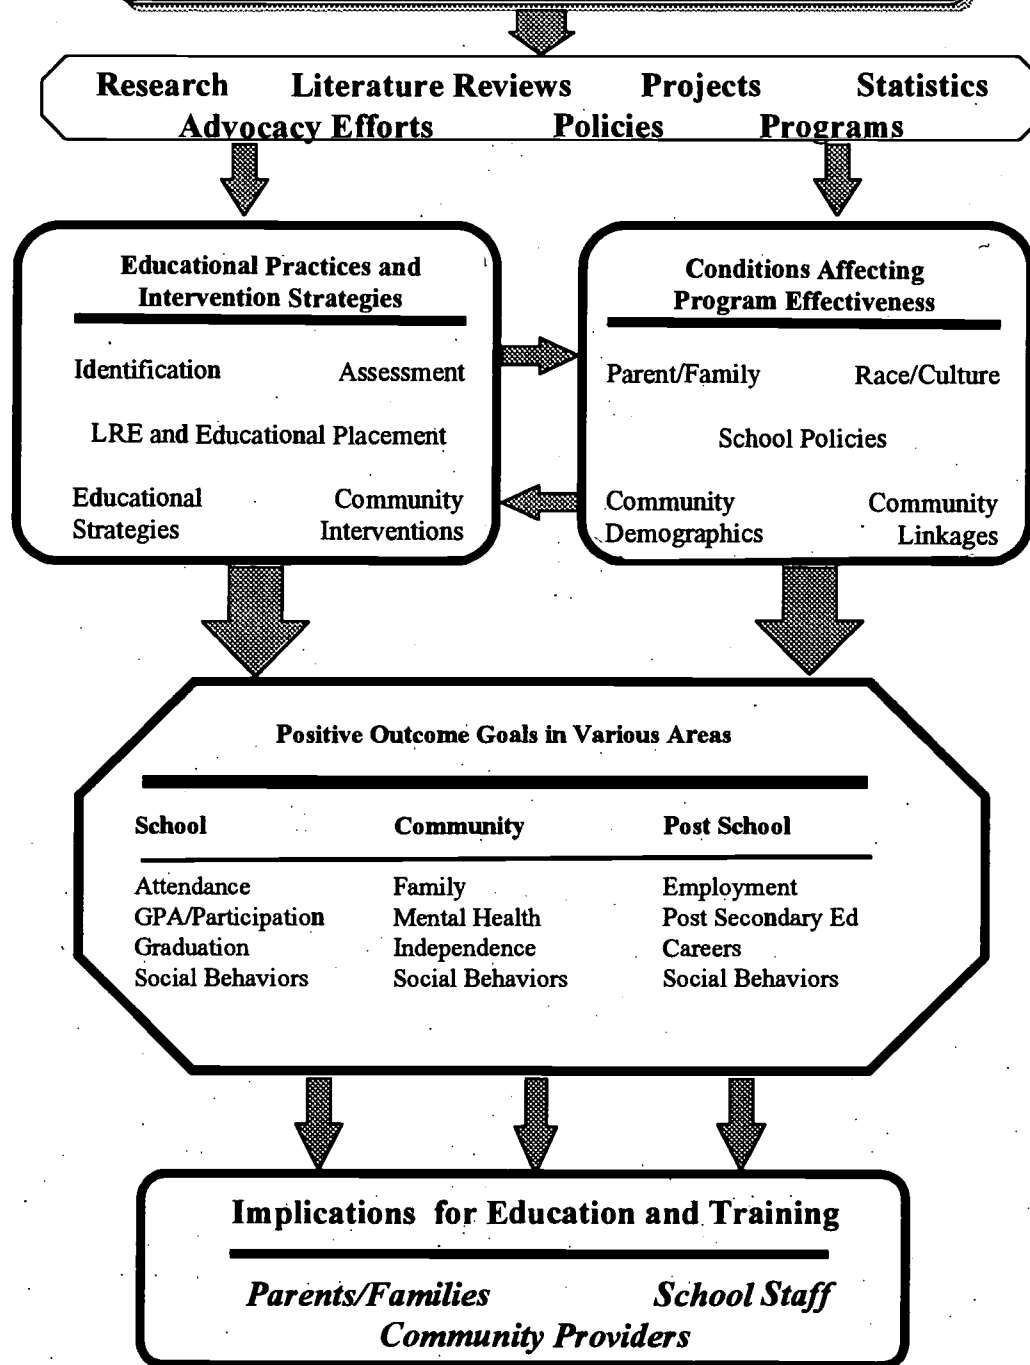 Research Literature Reviews Projects Statistics
Advocacy Efforts Policies Programs
Educational Practices and
Intervention Strategies
Identification Assessment
LRE and Educational Placement
Educational Community
Strategies Interventions
Conditions Affecting
Program Effectiveness
Parent/Family Race/Culture
School Policies
Community Community
Demographics Linkages
Positive Outcome Goals in Various Areas
School Community Post School
Attendance Family Employment
GPA/Participation Mental Health Post Secondary Ed
Graduation Independence Careers
Social Behaviors Social Behaviors Social Behaviors
Implications for Education and Training
Parents/Families School Staff
Community Providers